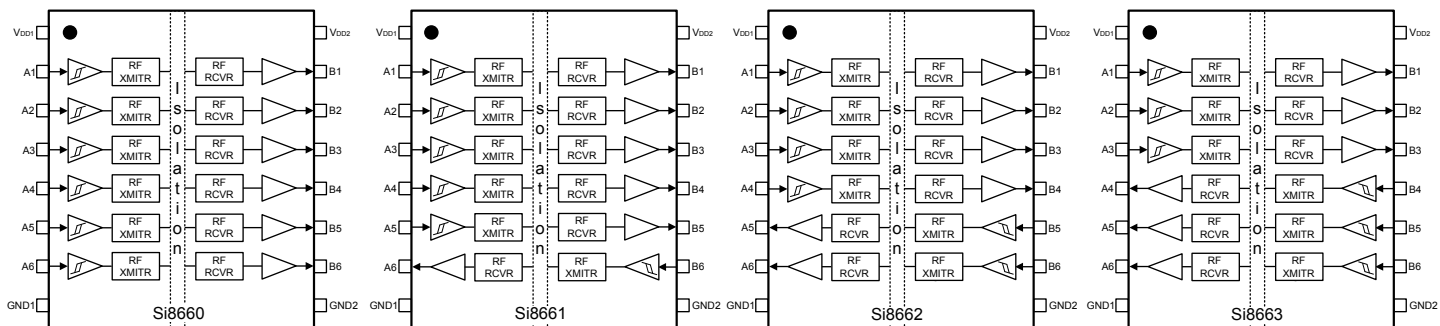 VDD1 VDD2 VDD1 VDD2 VDD1 VDD2 VDD1 VDD2
A1 RF XMITR RF RCVR B1 A1 RF XMITR RF RCVR B1 A1 RF XMITR RF RCVR B1 A1 RF XMITR RF RCVR B1
A2 RF XMITR RF RCVR B2 A2 RF XMITR RF RCVR B2 A2 RF XMITR RF RCVR B2 A2 RF XMITR RF RCVR B2
A3 RF XMITR RF RCVR B3 A3 RF XMITR RF RCVR B3 A3 RF XMITR RF RCVR B3 A3 RF XMITR RF RCVR B3
A4 RF XMITR RF RCVR B4 A4 RF XMITR RF RCVR B4 A4 RF XMITR RF RCVR B4 A4 RF RCVR RF XMITR B4
A5 RF XMITR RF RCVR B5 A5 RF XMITR RF RCVR B5 A5 RF RCVR RF XMITR B5 A5 RF RCVR RF XMITR B5
A6 RF XMITR RF RCVR B6 A6 RF RCVR RF XMITR B6 A6 RF RCVR RF XMITR B6 A6 RF RCVR RF XMITR B6
Isolation Isolation Isolation Isolation
GND1 GND2 GND1 GND2 GND1 GND2 GND1 GND2
Si8660 Si8661 Si8662 Si8663